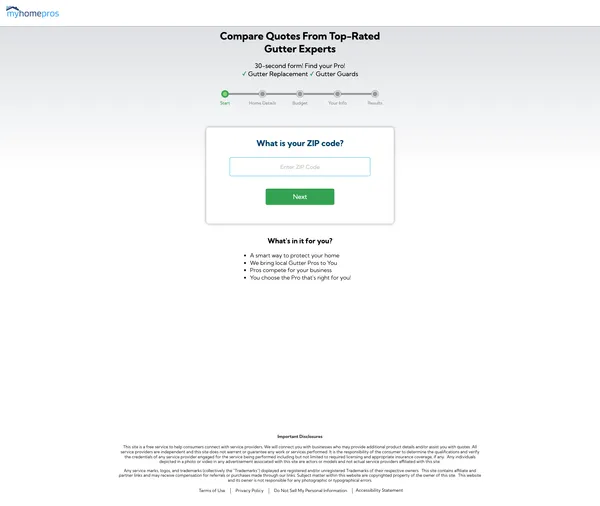 myhomepros
Compare Quotes From Top-Rated
Gutter Experts
30-second form! Find your Pro!
✓ Gutter Replacement ✓ Gutter Guards
Start Home Details Budget Your Info Results
What is your ZIP code?
Enter ZIP Code
Next
What's in it for you?
• A smart way to protect your home
• We bring local Gutter Pros to You
• Pros compete for your business
• You choose the Pro that's right for you!
Important Disclosures
This site is a free service to help consumers connect with service providers. We will connect you with businesses who may provide additional product details and/or assist you with quotes. All
service providers are independent and this site does not warrant or guarantee any work or services performed. It is the responsibility of the consumer to determine the qualifications and verify
the credentials of any service provider engaged for the service being performed including but not limited to required licensing and appropriate insurance coverage, if any. Any individuals
depicted in a photo or video in any advertisement associated with this site are actors or models and not actual service providers affiliated with this site
Any service marks, logos, and trademarks (collectively the "Trademarks") displayed are registered and/or unregistered Trademarks of their respective owners. This site contains affiliate and
partner links and may receive compensation for referrals or purchases made through our links. Subject matter within this website are copyrighted property of the owner of this site. This website
and its owner is not responsible for any photographic or typographical errors.
Terms of Use | Privacy Policy | Do Not Sell My Personal Information | Accessibility Statement